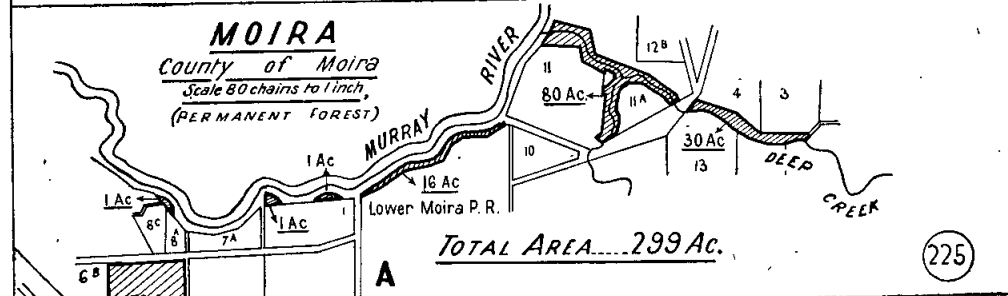 MOIRA
County of Moira
Scale 80 chains to 1 inch,
(PERMANENT FOREST)
MURRAY RIVER
11
80 Ac.
11A
12B
4
3
30 Ac
13
DEEP
CREEK
10
1 Ac
1 Ac
1 Ac
16 Ac
Lower Moira P. R.
1
8C
8A
7A
6B
A
TOTAL AREA.....299 Ac.
225